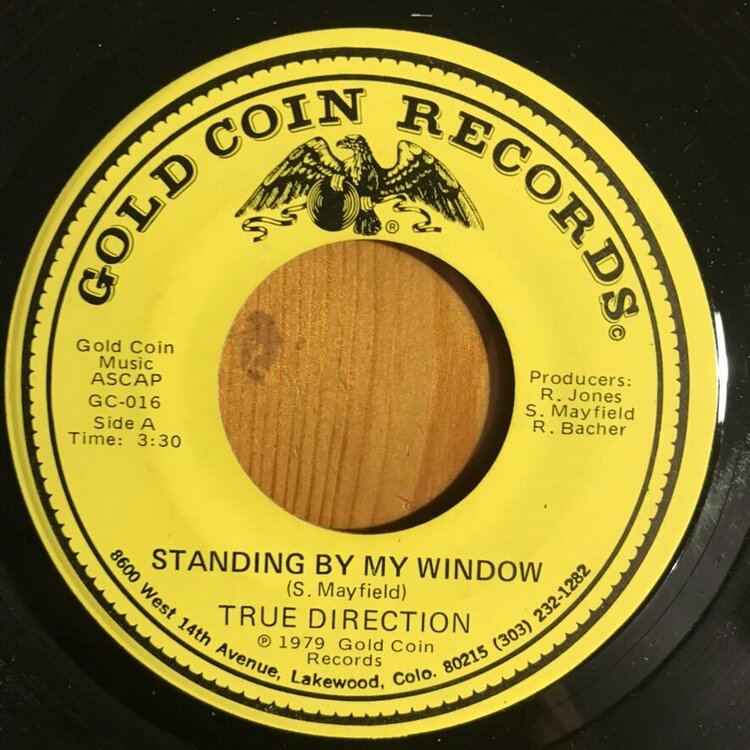 GOLD COIN RECORDS©
®
Gold Coin
Music
ASCAP
GC-016
Side A
Time: 3:30
Producers:
R. Jones
S. Mayfield
R. Bacher
STANDING BY MY WINDOW
(S. Mayfield)
TRUE DIRECTION
℗ 1979 Gold Coin
Records
8600 West 14th Avenue, Lakewood, Colo. 80215 (303) 232-1282